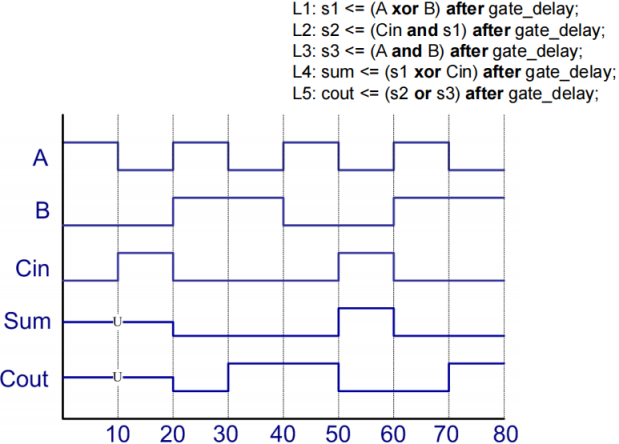 L1: s1 <= (A xor B) after gate_delay;
L2: s2 <= (Cin and s1) after gate_delay;
L3: s3 <= (A and B) after gate_delay;
L4: sum <= (s1 xor Cin) after gate_delay;
L5: cout <= (s2 or s3) after gate_delay;
A
B
Cin
Sum
U
Cout
U
10 20 30 40 50 60 70 80